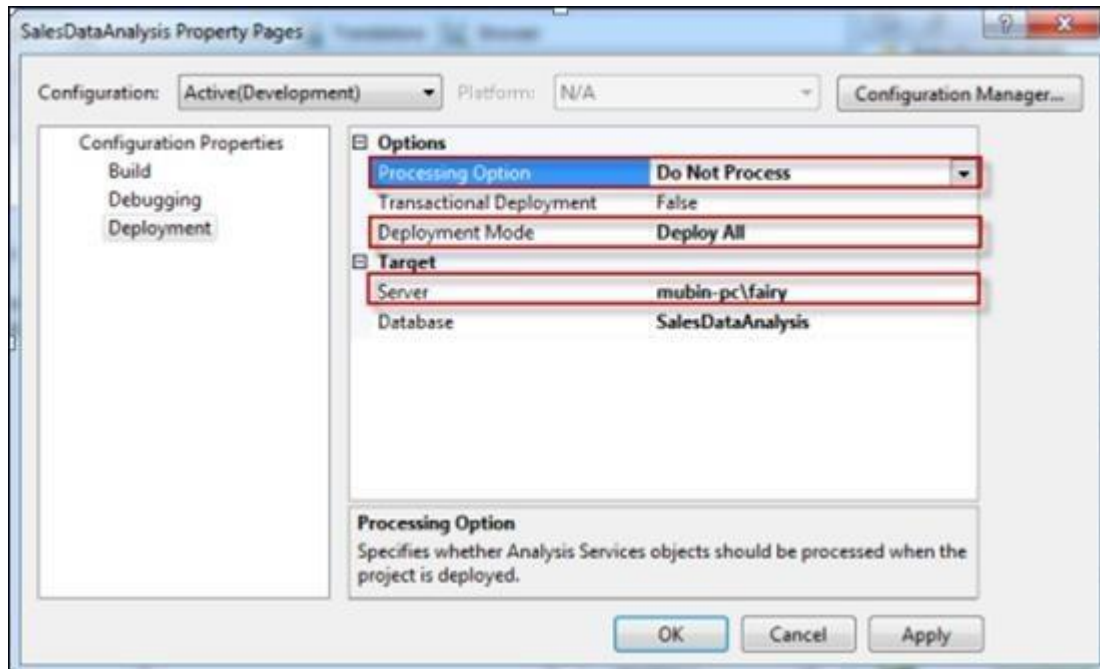 SalesDataAnalysis Property Pages
Configuration: Active(Development) Platform: N/A Configuration Manager...
Configuration Properties
Build
Debugging
Deployment
Options
Processing Option Do Not Process
Transactional Deployment False
Deployment Mode Deploy All
Target
Server mubin-pc\fairy
Database SalesDataAnalysis
Processing Option
Specifies whether Analysis Services objects should be processed when the
project is deployed.
OK Cancel Apply